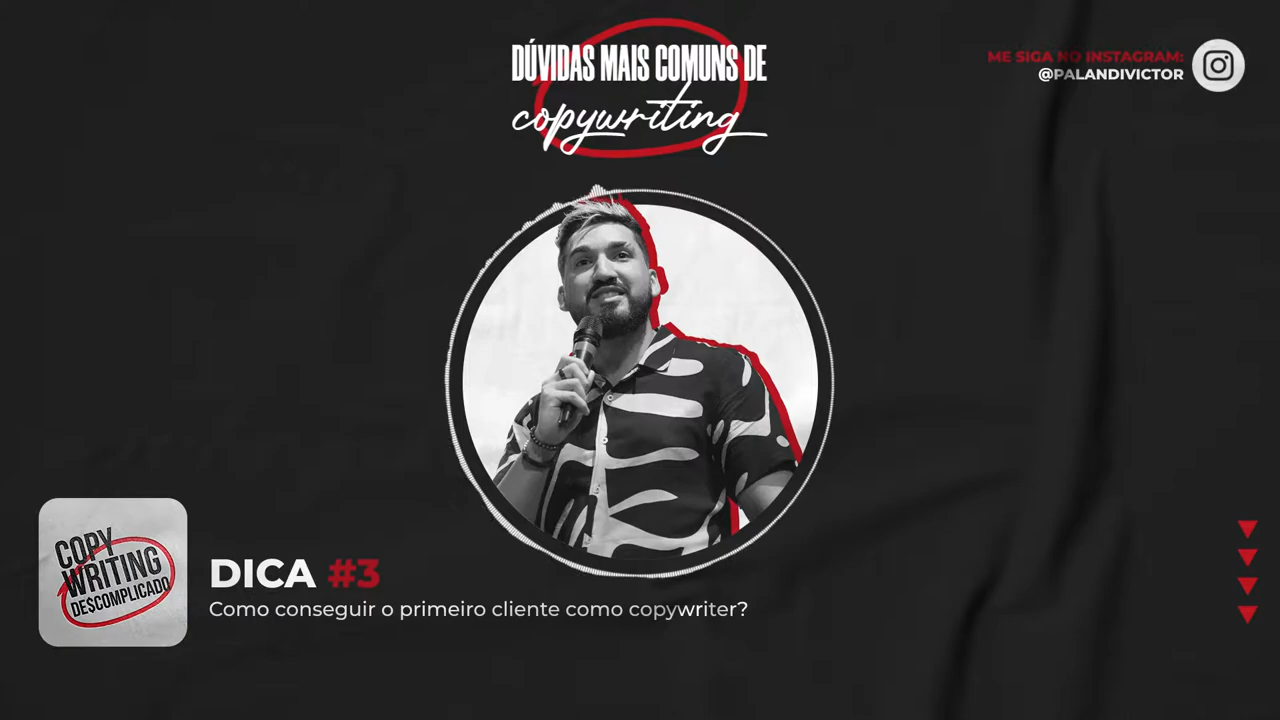 DÚVIDAS MAIS COMUNS DE
copywriting
ME SIGA NO INSTAGRAM:
@PALANDIVICTOR
COPY
WRITING
DESCOMPLICADO
DICA #3
Como conseguir o primeiro cliente como copywriter?